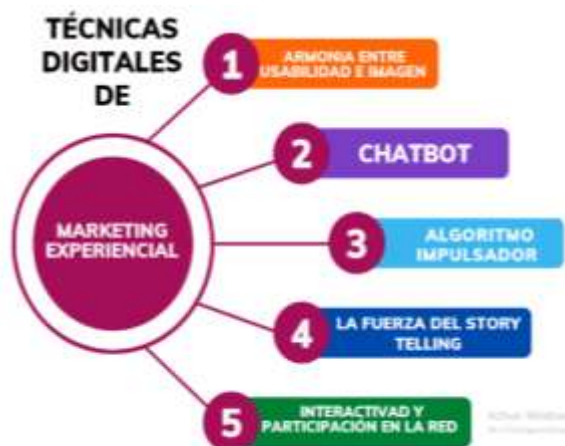 TÉCNICAS
DIGITALES
DE
MARKETING
EXPERIENCIAL
1
ARMONIA ENTRE
USABILIDAD E IMAGEN
2
CHATBOT
3
ALGORITMO
IMPULSADOR
4
LA FUERZA DEL STORY
TELLING
5
INTERACTIVAD Y
PARTICIPACIÓN EN LA RED